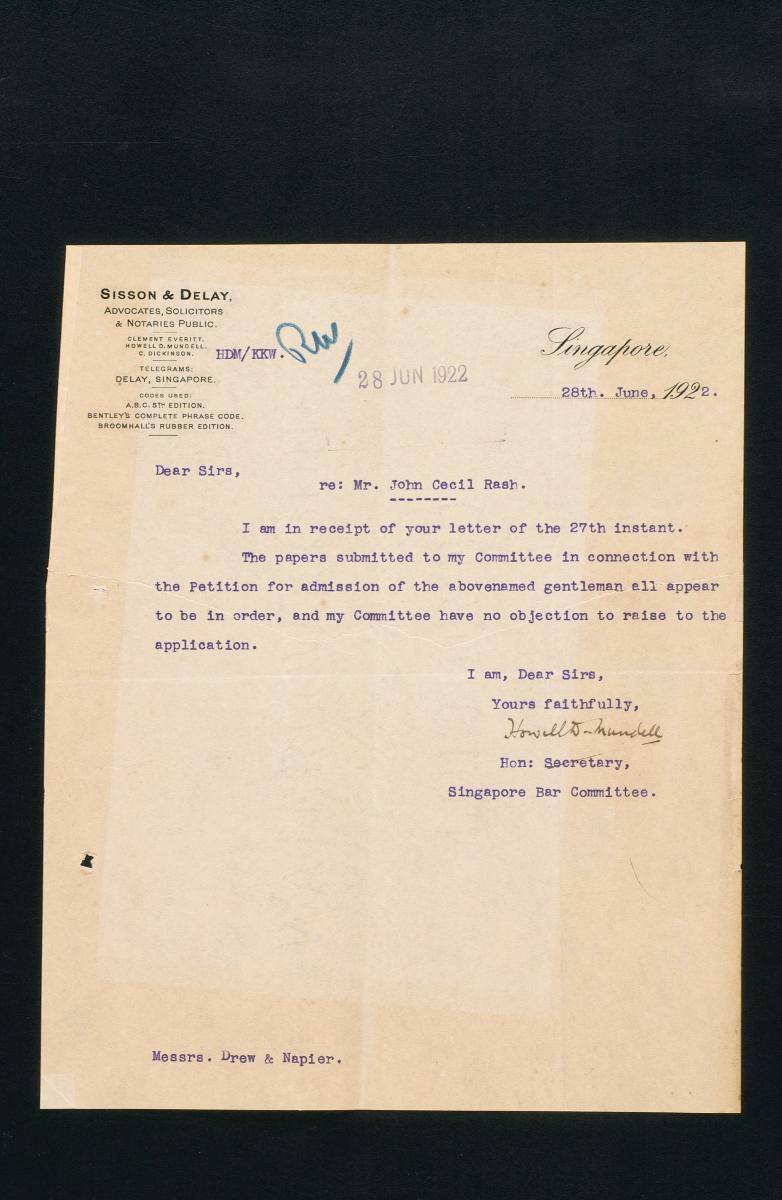 SISSON & DELAY,
ADVOCATES, SOLICITORS
& NOTARIES PUBLIC.
CLEMENT EVERITT.
HOWELL D. MUNDELL.
C. DICKINSON.
TELEGRAMS:
DELAY, SINGAPORE.
CODES USED:
A.B.C. 5TH EDITION.
BENTLEY'S COMPLETE PHRASE CODE.
BROOMHALL'S RUBBER EDITION.
HDM/KKW.
28 JUN 1922
Singapore,
28th. June, 1922.
Dear Sirs,
re: Mr. John Cecil Rash.
I am in receipt of your letter of the 27th instant.
The papers submitted to my Committee in connection with
the Petition for admission of the abovenamed gentleman all appear
to be in order, and my Committee have no objection to raise to the
application.
I am, Dear Sirs,
Yours faithfully,
Howell D. Mundell
Hon: Secretary,
Singapore Bar Committee.
Messrs. Drew & Napier.